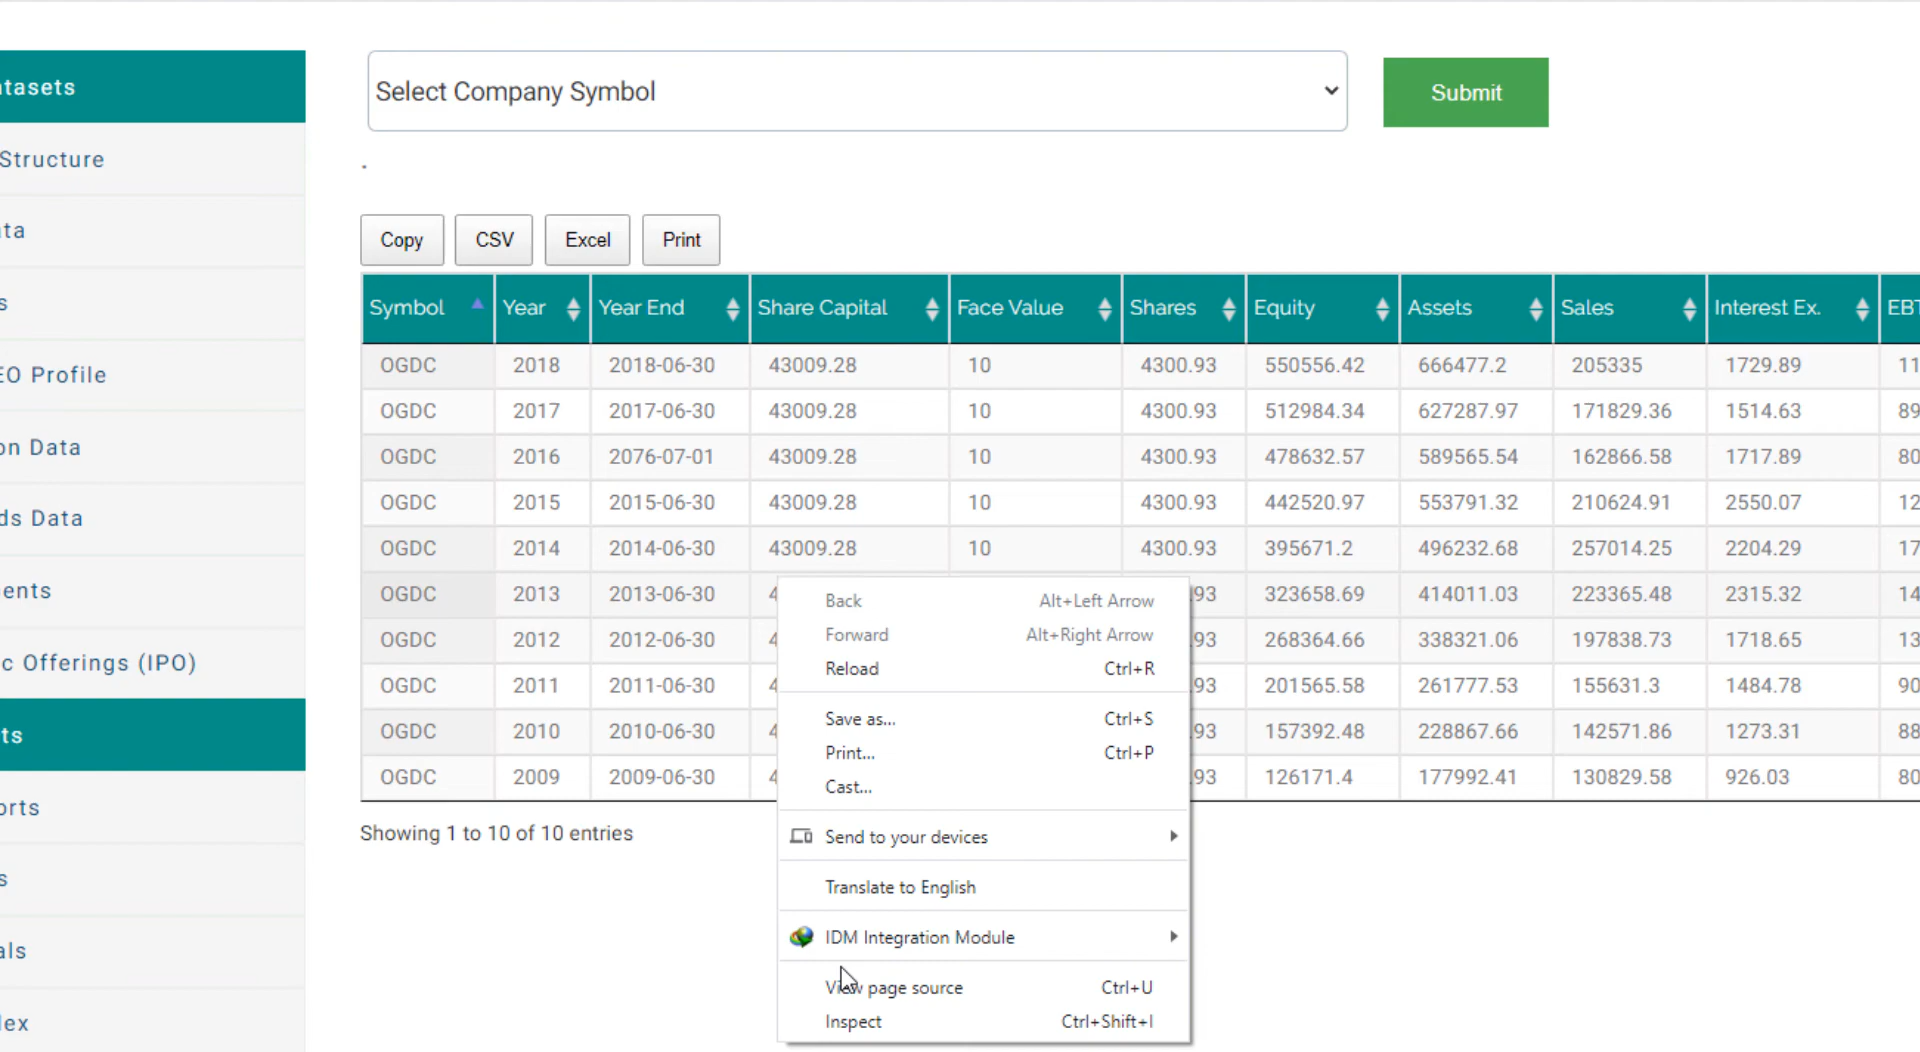 tasets
Structure
ta
s
EO Profile
on Data
ds Data
ents
c Offerings (IPO)
ts
orts
s
als
lex
Select Company Symbol
Submit
.
Copy CSV Excel Print
Symbol Year Year End Share Capital Face Value Shares Equity Assets Sales Interest Ex. EBT
OGDC 2018 2018-06-30 43009.28 10 4300.93 550556.42 666477.2 205335 1729.89 11
OGDC 2017 2017-06-30 43009.28 10 4300.93 512984.34 627287.97 171829.36 1514.63 89
OGDC 2016 2076-07-01 43009.28 10 4300.93 478632.57 589565.54 162866.58 1717.89 80
OGDC 2015 2015-06-30 43009.28 10 4300.93 442520.97 553791.32 210624.91 2550.07 12
OGDC 2014 2014-06-30 43009.28 10 4300.93 395671.2 496232.68 257014.25 2204.29 17
OGDC 2013 2013-06-30 4 .93 323658.69 414011.03 223365.48 2315.32 14
OGDC 2012 2012-06-30 4 .93 268364.66 338321.06 197838.73 1718.65 13
OGDC 2011 2011-06-30 4 .93 201565.58 261777.53 155631.3 1484.78 90
OGDC 2010 2010-06-30 4 .93 157392.48 228867.66 142571.86 1273.31 88
OGDC 2009 2009-06-30 4 .93 126171.4 177992.41 130829.58 926.03 80
Showing 1 to 10 of 10 entries
Back Alt+Left Arrow
Forward Alt+Right Arrow
Reload Ctrl+R
Save as... Ctrl+S
Print... Ctrl+P
Cast...
Send to your devices
Translate to English
IDM Integration Module
View page source Ctrl+U
Inspect Ctrl+Shift+I